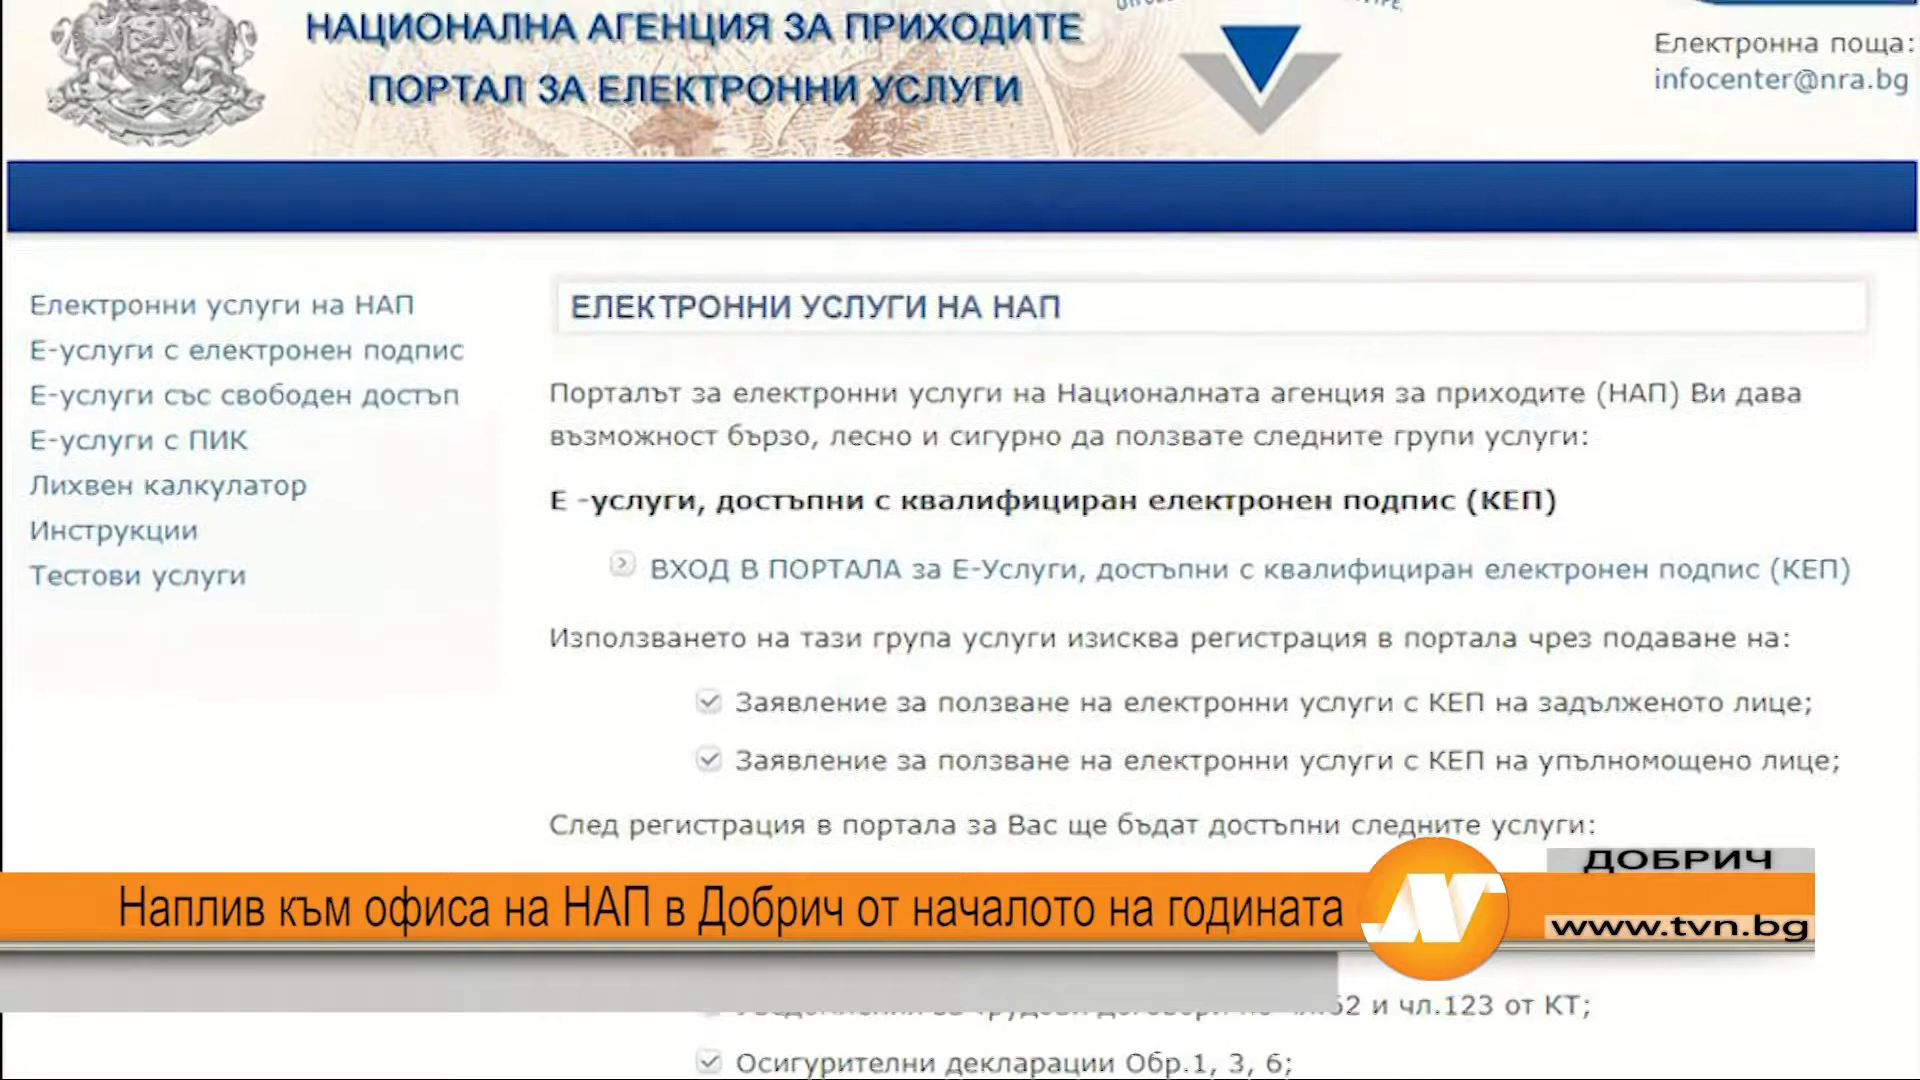 НАЦИОНАЛНА АГЕНЦИЯ ЗА ПРИХОДИТЕ
ПОРТАЛ ЗА ЕЛЕКТРОННИ УСЛУГИ
Електронна поща:
infocenter@nra.bg
Електронни услуги на НАП
Е-услуги с електронен подпис
Е-услуги със свободен достъп
Е-услуги с ПИК
Лихвен калкулатор
Инструкции
Тестови услуги
ЕЛЕКТРОННИ УСЛУГИ НА НАП
Порталът за електронни услуги на Националната агенция за приходите (НАП) Ви дава
възможност бързо, лесно и сигурно да ползвате следните групи услуги:
Е -услуги, достъпни с квалифициран електронен подпис (КЕП)
ВХОД В ПОРТАЛА за Е-Услуги, достъпни с квалифициран електронен подпис (КЕП)
Използването на тази група услуги изисква регистрация в портала чрез подаване на:
Заявление за ползване на електронни услуги с КЕП на задълженото лице;
Заявление за ползване на електронни услуги с КЕП на упълномощено лице;
След регистрация в портала за Вас ще бъдат достъпни следните услуги:
ДОБРИЧ
Наплив към офиса на НАП в Добрич от началото на годината
www.tvn.bg
и чл.123 от КТ;
Осигурителни декларации Обр.1, 3, 6;